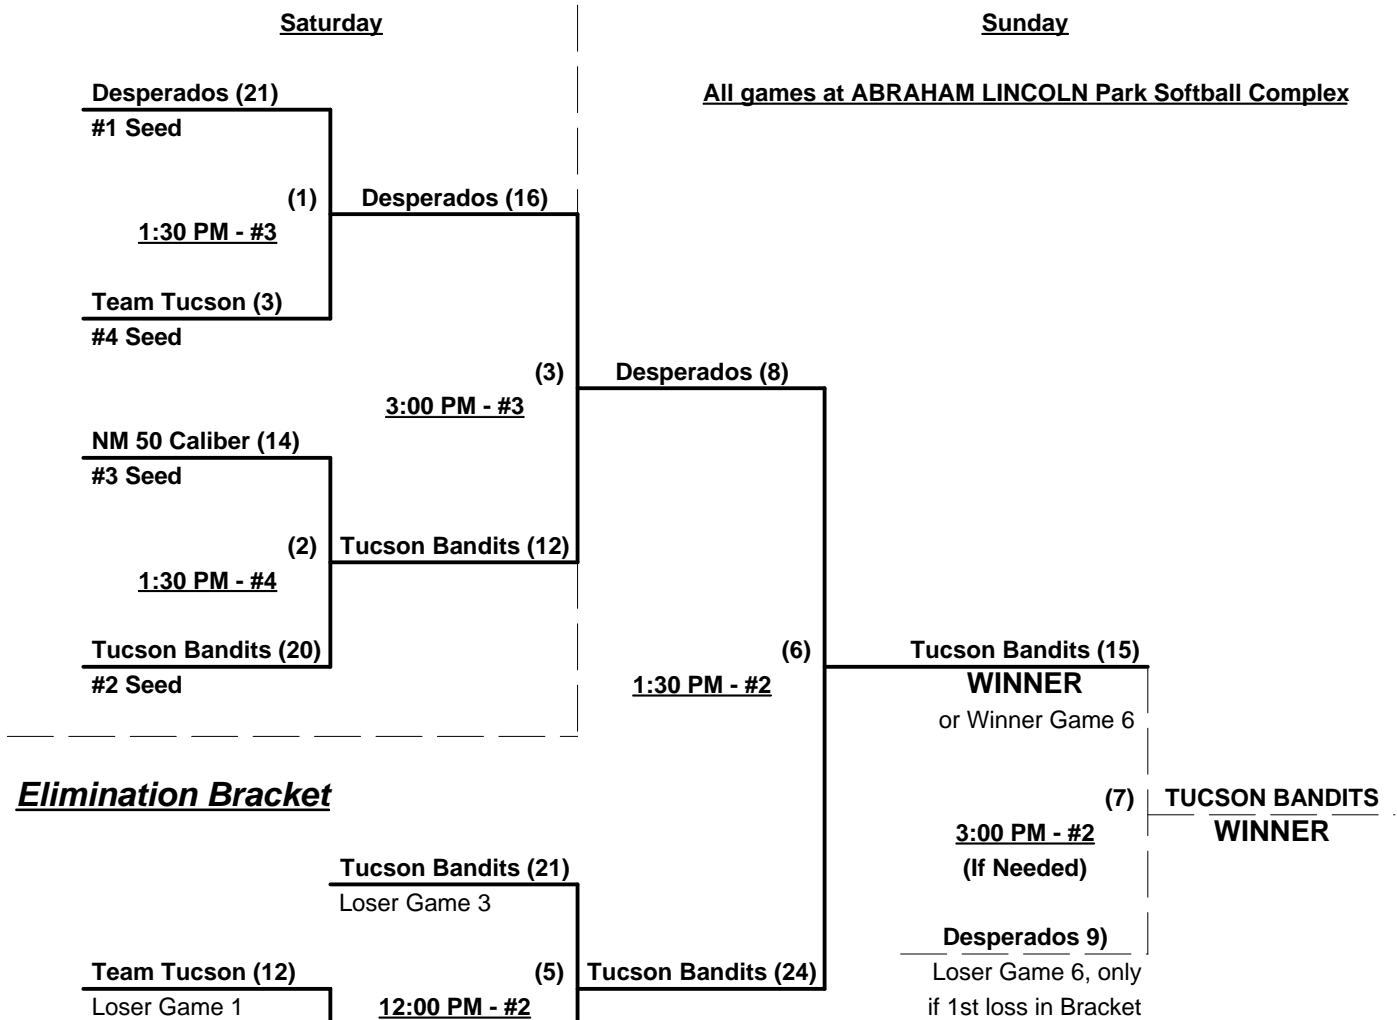 Saturday
Sunday
All games at ABRAHAM LINCOLN Park Softball Complex
Desperados (21)
#1 Seed
(1)
1:30 PM - #3
Desperados (16)
Team Tucson (3)
#4 Seed
(3)
3:00 PM - #3
Desperados (8)
NM 50 Caliber (14)
#3 Seed
(2)
1:30 PM - #4
Tucson Bandits (12)
Tucson Bandits (20)
#2 Seed
(6)
1:30 PM - #2
Tucson Bandits (15)
WINNER
or Winner Game 6
Elimination Bracket
(7)
3:00 PM - #2
(If Needed)
TUCSON BANDITS
WINNER
Tucson Bandits (21)
Loser Game 3
Desperados 9)
Loser Game 6, only
if 1st loss in Bracket
Team Tucson (12)
Loser Game 1
(5)
12:00 PM - #2
Tucson Bandits (24)